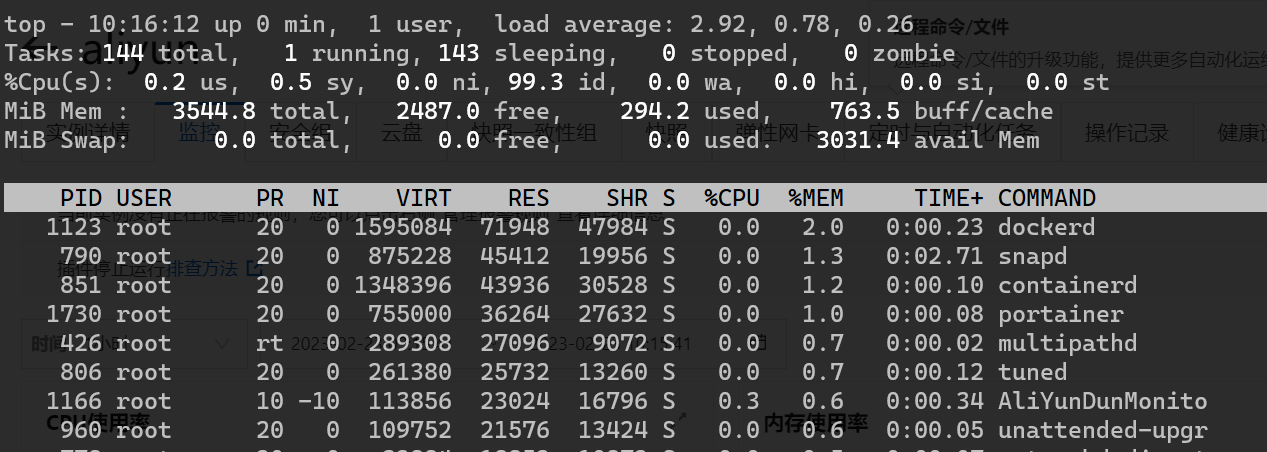 top - 10:16:12 up 0 min,  1 user,  load average: 2.92, 0.78, 0.26
Tasks: 144 total,   1 running, 143 sleeping,   0 stopped,   0 zombie
%Cpu(s):  0.2 us,  0.5 sy,  0.0 ni, 99.3 id,  0.0 wa,  0.0 hi,  0.0 si,  0.0 st
MiB Mem :   3544.8 total,   2487.0 free,    294.2 used,    763.5 buff/cache
MiB Swap:      0.0 total,      0.0 free,      0.0 used.   3031.4 avail Mem
PID USER      PR  NI    VIRT    RES    SHR S  %CPU  %MEM     TIME+ COMMAND
1123 root      20   0 1595084  71948  47984 S   0.0   2.0   0:00.23 dockerd
790 root      20   0  875228  45412  19956 S   0.0   1.3   0:02.71 snapd
851 root      20   0 1348396  43936  30528 S   0.0   1.2   0:00.10 containerd
1730 root      20   0  755000  36264  27632 S   0.0   1.0   0:00.08 portainer
426 root      rt   0  289308  27096   9072 S   0.0   0.7   0:00.02 multipathd
806 root      20   0  261380  25732  13260 S   0.0   0.7   0:00.12 tuned
1166 root      10 -10  113856  23024  16796 S   0.3   0.6   0:00.34 AliYunDunMonito
960 root      20   0  109752  21576  13424 S   0.0   0.6   0:00.05 unattended-upgr
aliyun
程命令/文件
远程命令/文件的升级功能，提供更多自动化运维
实例详情 监控 安全组 云盘 快照一致性组 快照 弹性网卡 定时与自动化任务 操作记录 健康诊
插件停止运行排查方法
CPU使用率
内存使用率